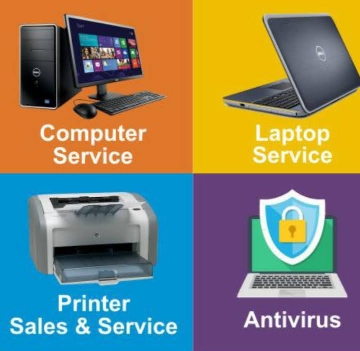 Computer
Service
Laptop
Service
Printer
Sales & Service
Antivirus